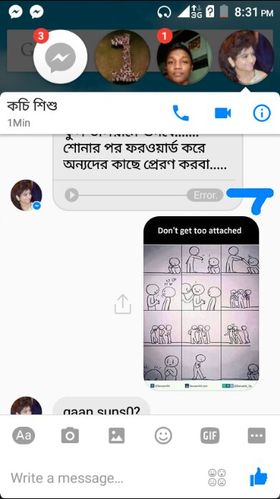 8:31 PM
3
1
কচি শিশু
1Min
শোনার পর ফরওয়ার্ড করে
অন্যদের কাছে প্রেরণ করবা.....
Error.
Don't get too attached
gaan suns0?
Aa
GIF
Write a message...